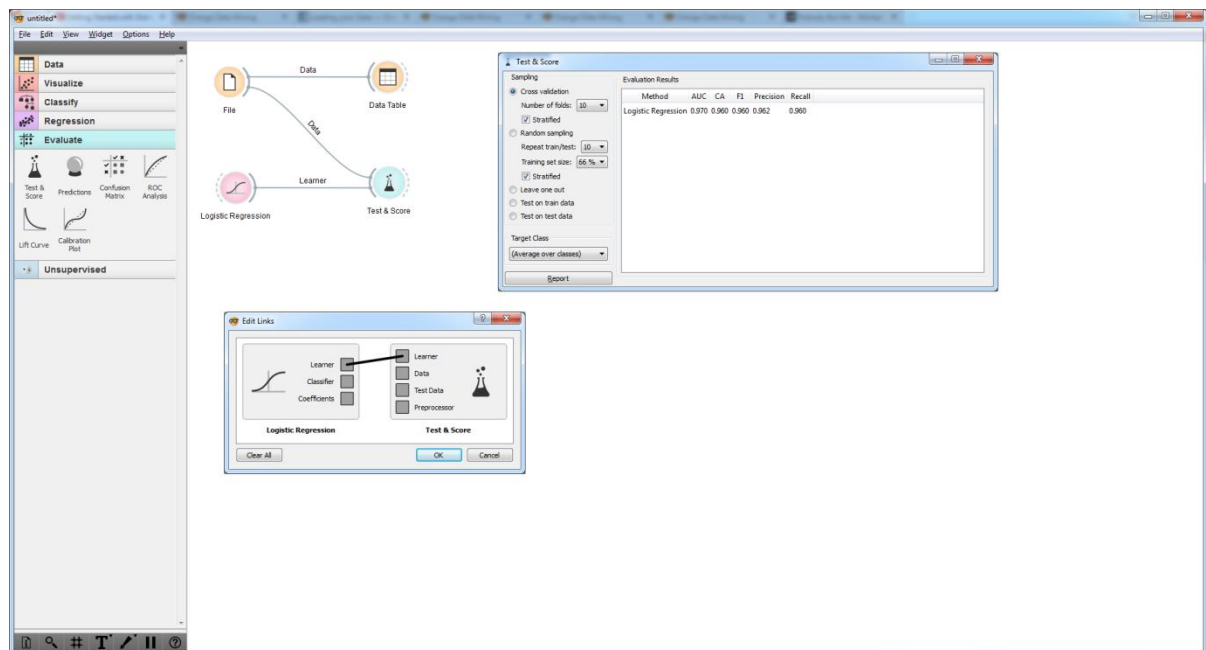 untitled*
File Edit View Widget Options Help
Data
Visualize
Classify
Regression
Evaluate
Test & Score
Predictions
Confusion Matrix
ROC Analysis
Lift Curve
Calibration Plot
Unsupervised
File
Data
Data Table
Data
Logistic Regression
Learner
Test & Score
Test & Score
Sampling
Cross validation
Number of folds: 10
Stratified
Random sampling
Repeat train/test: 10
Training set size: 66 %
Stratified
Leave one out
Test on train data
Test on test data
Target Class
(Average over classes)
Report
Evaluation Results
Method AUC CA F1 Precision Recall
Logistic Regression 0.970 0.960 0.960 0.962 0.960
Edit Links
Learner
Classifier
Coefficients
Logistic Regression
Learner
Data
Test Data
Preprocessor
Test & Score
Clear All
OK
Cancel